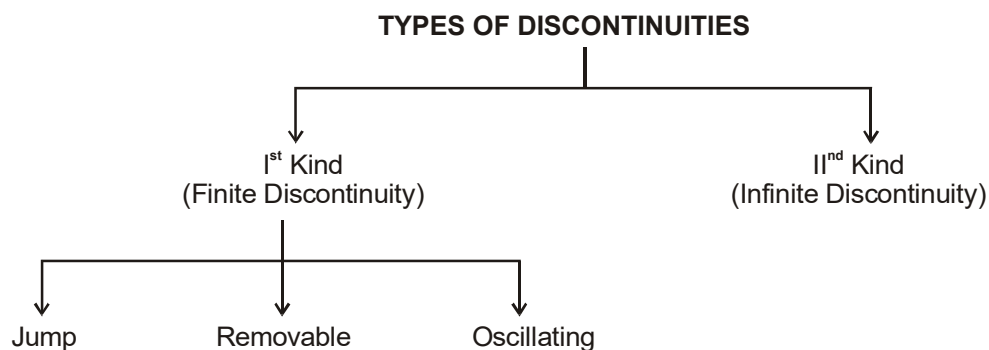 TYPES OF DISCONTINUITIES
Iˢᵗ Kind
(Finite Discontinuity)
IIⁿᵈ Kind
(Infinite Discontinuity)
Jump
Removable
Oscillating